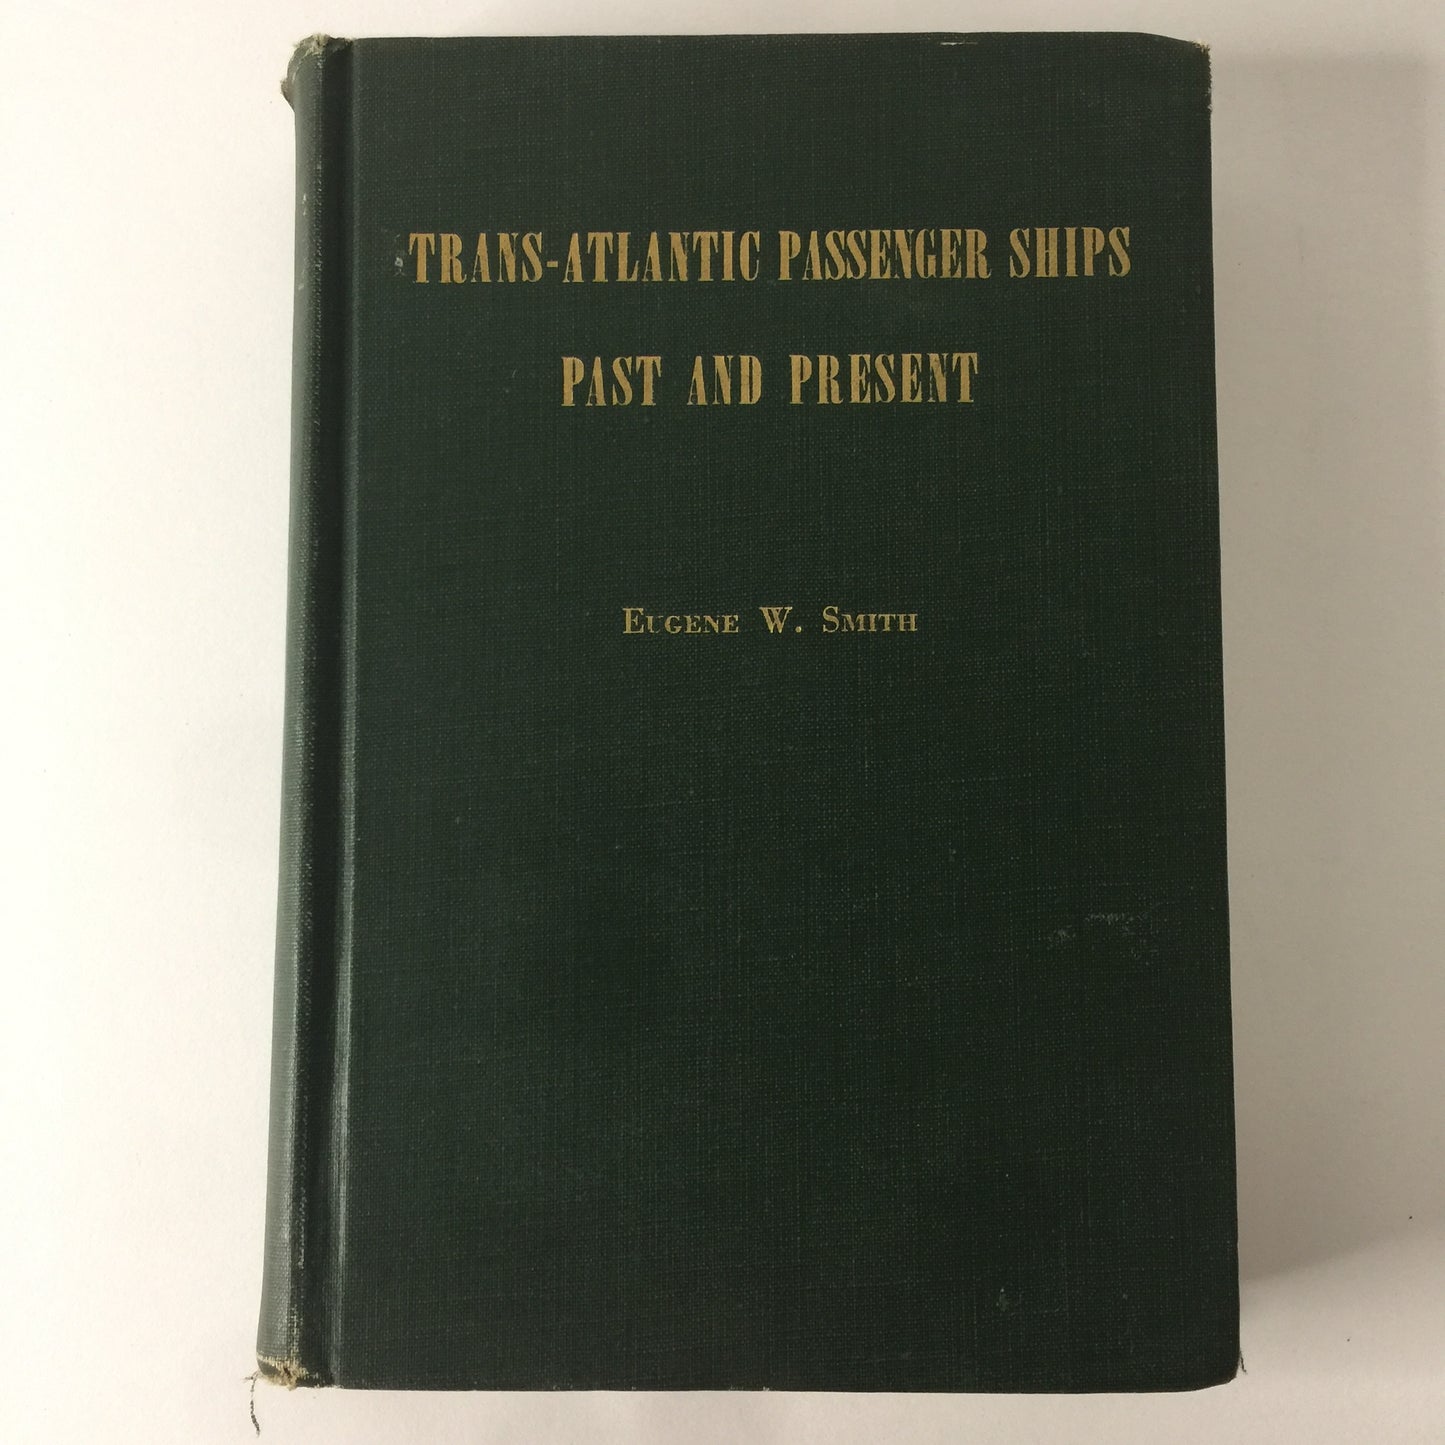 TRANS-ATLANTIC PASSENGER SHIPS
PAST AND PRESENT
EUGENE W. SMITH